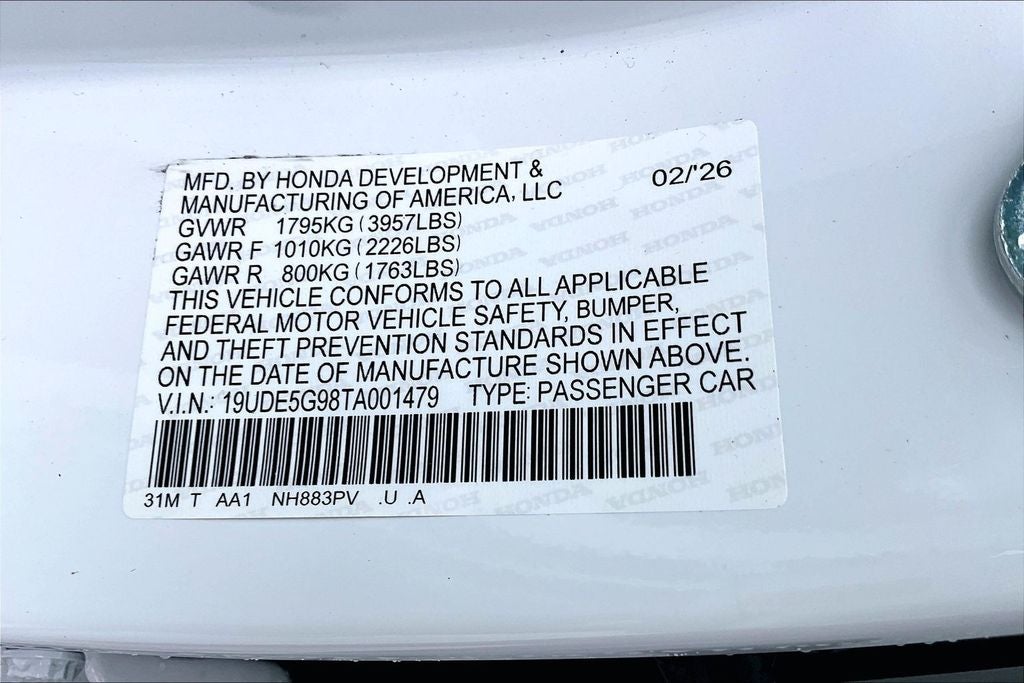 MFD. BY HONDA DEVELOPMENT &
MANUFACTURING OF AMERICA, LLC
02/'26
GVWR 1795KG (3957LBS)
GAWR F 1010KG (2226LBS)
GAWR R 800KG (1763LBS)
THIS VEHICLE CONFORMS TO ALL APPLICABLE
FEDERAL MOTOR VEHICLE SAFETY, BUMPER,
AND THEFT PREVENTION STANDARDS IN EFFECT
ON THE DATE OF MANUFACTURE SHOWN ABOVE.
V.I.N.: 19UDE5G98TA001479 TYPE: PASSENGER CAR
31M T AA1 NH883PV .U .A